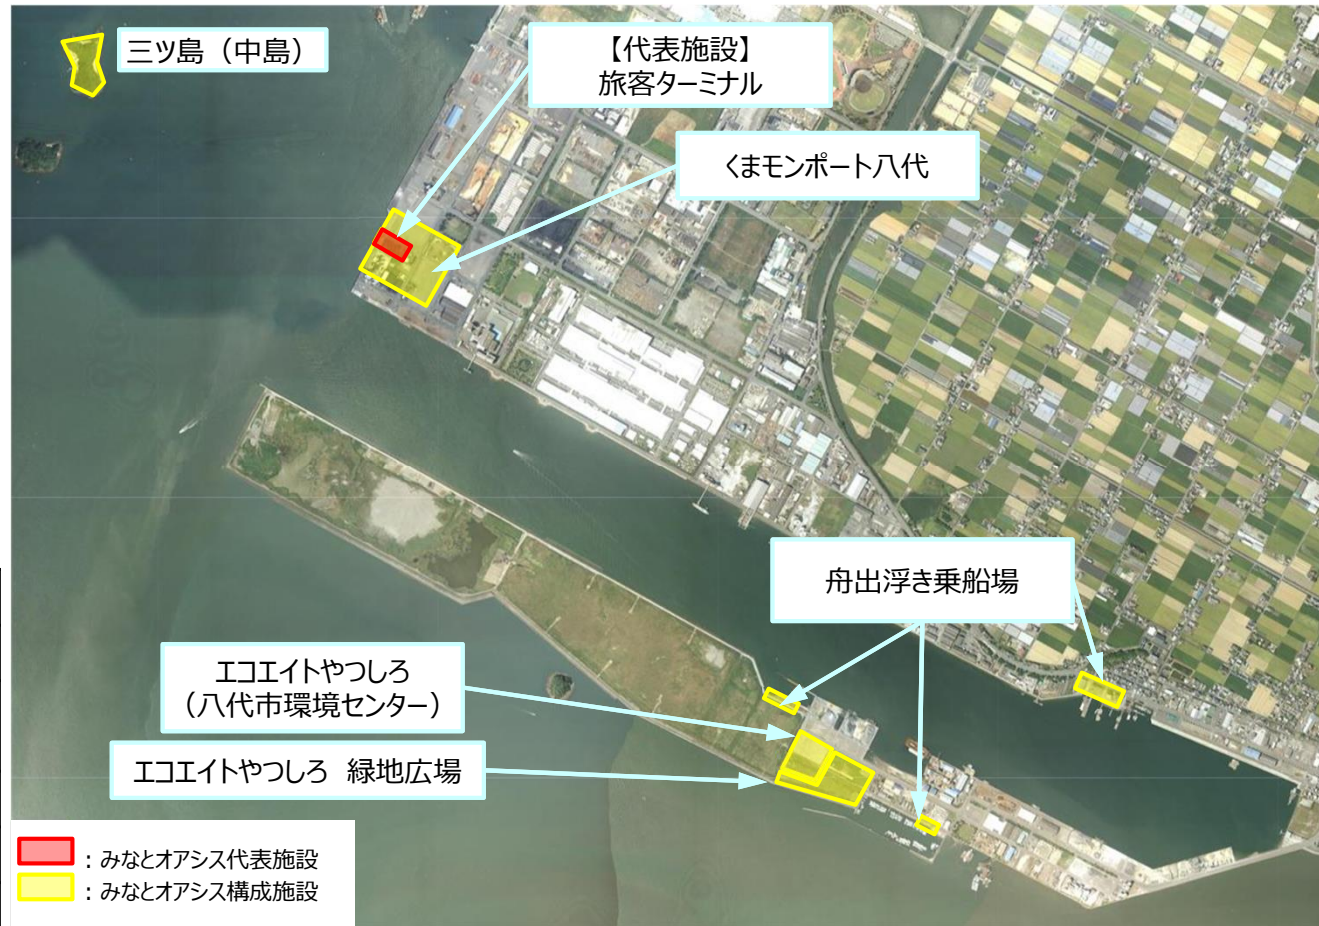 三ツ島（中島）
【代表施設】
旅客ターミナル
くまモンポート八代
舟出浮き乗船場
エコエイトやつしろ
（八代市環境センター）
エコエイトやつしろ 緑地広場
：みなとオアシス代表施設
：みなとオアシス構成施設